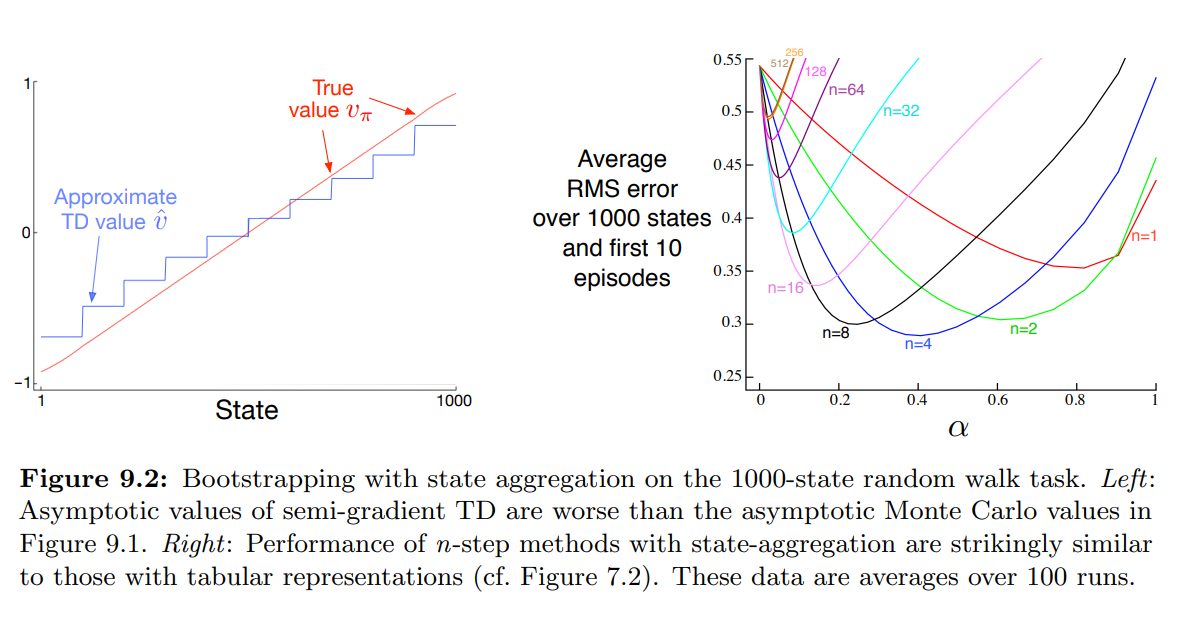 1
0
−1
True
value vπ
Approximate
TD value v̂
1
1000
State
Average
RMS error
over 1000 states
and first 10
episodes
0.55
0.5
0.45
0.4
0.35
0.3
0.25
256
512
128
n=64
n=32
n=1
n=16
n=8
n=4
n=2
0
0.2
0.4
0.6
0.8
1
α
Figure 9.2: Bootstrapping with state aggregation on the 1000-state random walk task. Left:
Asymptotic values of semi-gradient TD are worse than the asymptotic Monte Carlo values in
Figure 9.1. Right: Performance of n-step methods with state-aggregation are strikingly similar
to those with tabular representations (cf. Figure 7.2). These data are averages over 100 runs.